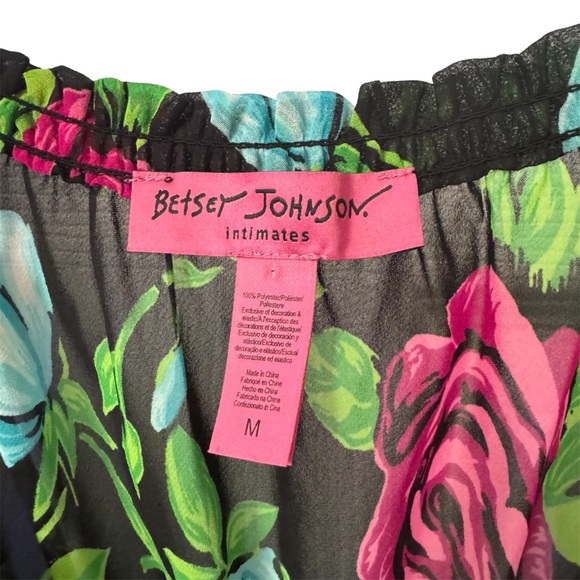 BETSEY JOHNSON.
intimates
100% Polyester/Poliéster/
Poliestere
Exclusive of decoration &
elastic/A l'exception des
décorations et de l'élastique/
Exclusivo de decoración y
elástico/Exclusivo de
decoração e elástico/Esclusi
decorazione ed elastico
Made in China
Fabriqué en Chine
Hecho en China
Fabricado na China
Confezionato in Cina
M